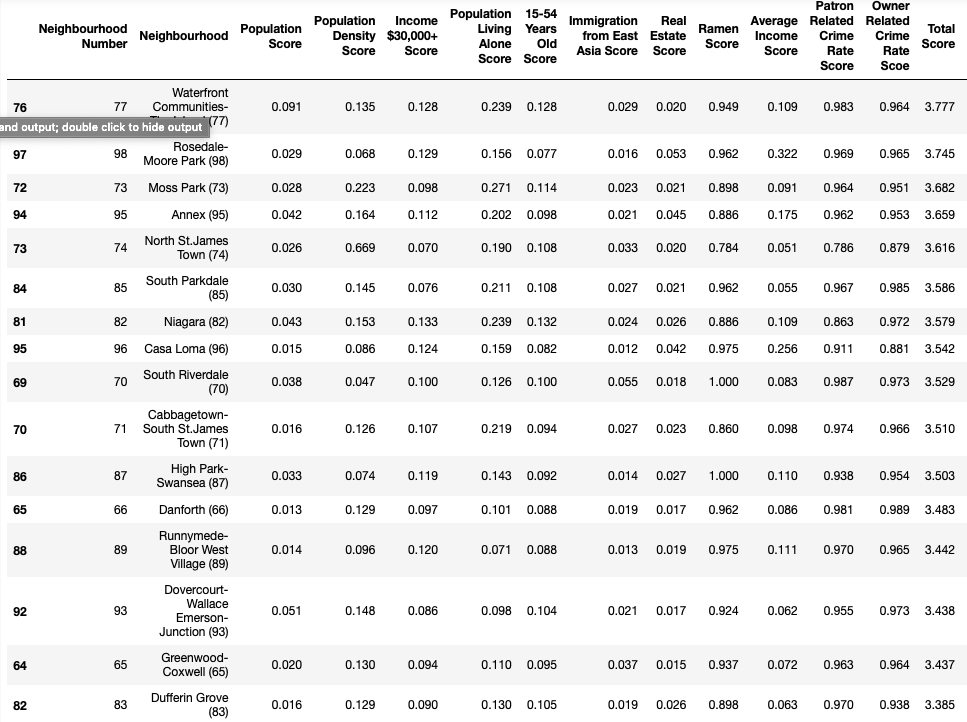 Neighbourhood Number Neighbourhood Population Score Population Density Score Income $30,000+ Score Population Living Alone Score 15-54 Years Old Score Immigration from East Asia Score Real Estate Score Ramen Score Average Income Score Patron Related Crime Rate Score Owner Related Crime Rate Scoe Total Score
76 77 Waterfront Communities- (77) 0.091 0.135 0.128 0.239 0.128 0.029 0.020 0.949 0.109 0.983 0.964 3.777
and output; double click to hide output
97 98 Rosedale-Moore Park (98) 0.029 0.068 0.129 0.156 0.077 0.016 0.053 0.962 0.322 0.969 0.965 3.745
72 73 Moss Park (73) 0.028 0.223 0.098 0.271 0.114 0.023 0.021 0.898 0.091 0.964 0.951 3.682
94 95 Annex (95) 0.042 0.164 0.112 0.202 0.098 0.021 0.045 0.886 0.175 0.962 0.953 3.659
73 74 North St.James Town (74) 0.026 0.669 0.070 0.190 0.108 0.033 0.020 0.784 0.051 0.786 0.879 3.616
84 85 South Parkdale (85) 0.030 0.145 0.076 0.211 0.108 0.027 0.021 0.962 0.055 0.967 0.985 3.586
81 82 Niagara (82) 0.043 0.153 0.133 0.239 0.132 0.024 0.026 0.886 0.109 0.863 0.972 3.579
95 96 Casa Loma (96) 0.015 0.086 0.124 0.159 0.082 0.012 0.042 0.975 0.256 0.911 0.881 3.542
69 70 South Riverdale (70) 0.038 0.047 0.100 0.126 0.100 0.055 0.018 1.000 0.083 0.987 0.973 3.529
70 71 Cabbagetown-South St.James Town (71) 0.016 0.126 0.107 0.219 0.094 0.027 0.023 0.860 0.098 0.974 0.966 3.510
86 87 High Park-Swansea (87) 0.033 0.074 0.119 0.143 0.092 0.014 0.027 1.000 0.110 0.938 0.954 3.503
65 66 Danforth (66) 0.013 0.129 0.097 0.101 0.088 0.019 0.017 0.962 0.086 0.981 0.989 3.483
88 89 Runnymede-Bloor West Village (89) 0.014 0.096 0.120 0.071 0.088 0.013 0.019 0.975 0.111 0.970 0.965 3.442
92 93 Dovercourt-Wallace Emerson-Junction (93) 0.051 0.148 0.086 0.098 0.104 0.021 0.017 0.924 0.062 0.955 0.973 3.438
64 65 Greenwood-Coxwell (65) 0.020 0.130 0.094 0.110 0.095 0.037 0.015 0.937 0.072 0.963 0.964 3.437
82 83 Dufferin Grove (83) 0.016 0.129 0.090 0.130 0.105 0.019 0.026 0.898 0.063 0.970 0.938 3.385